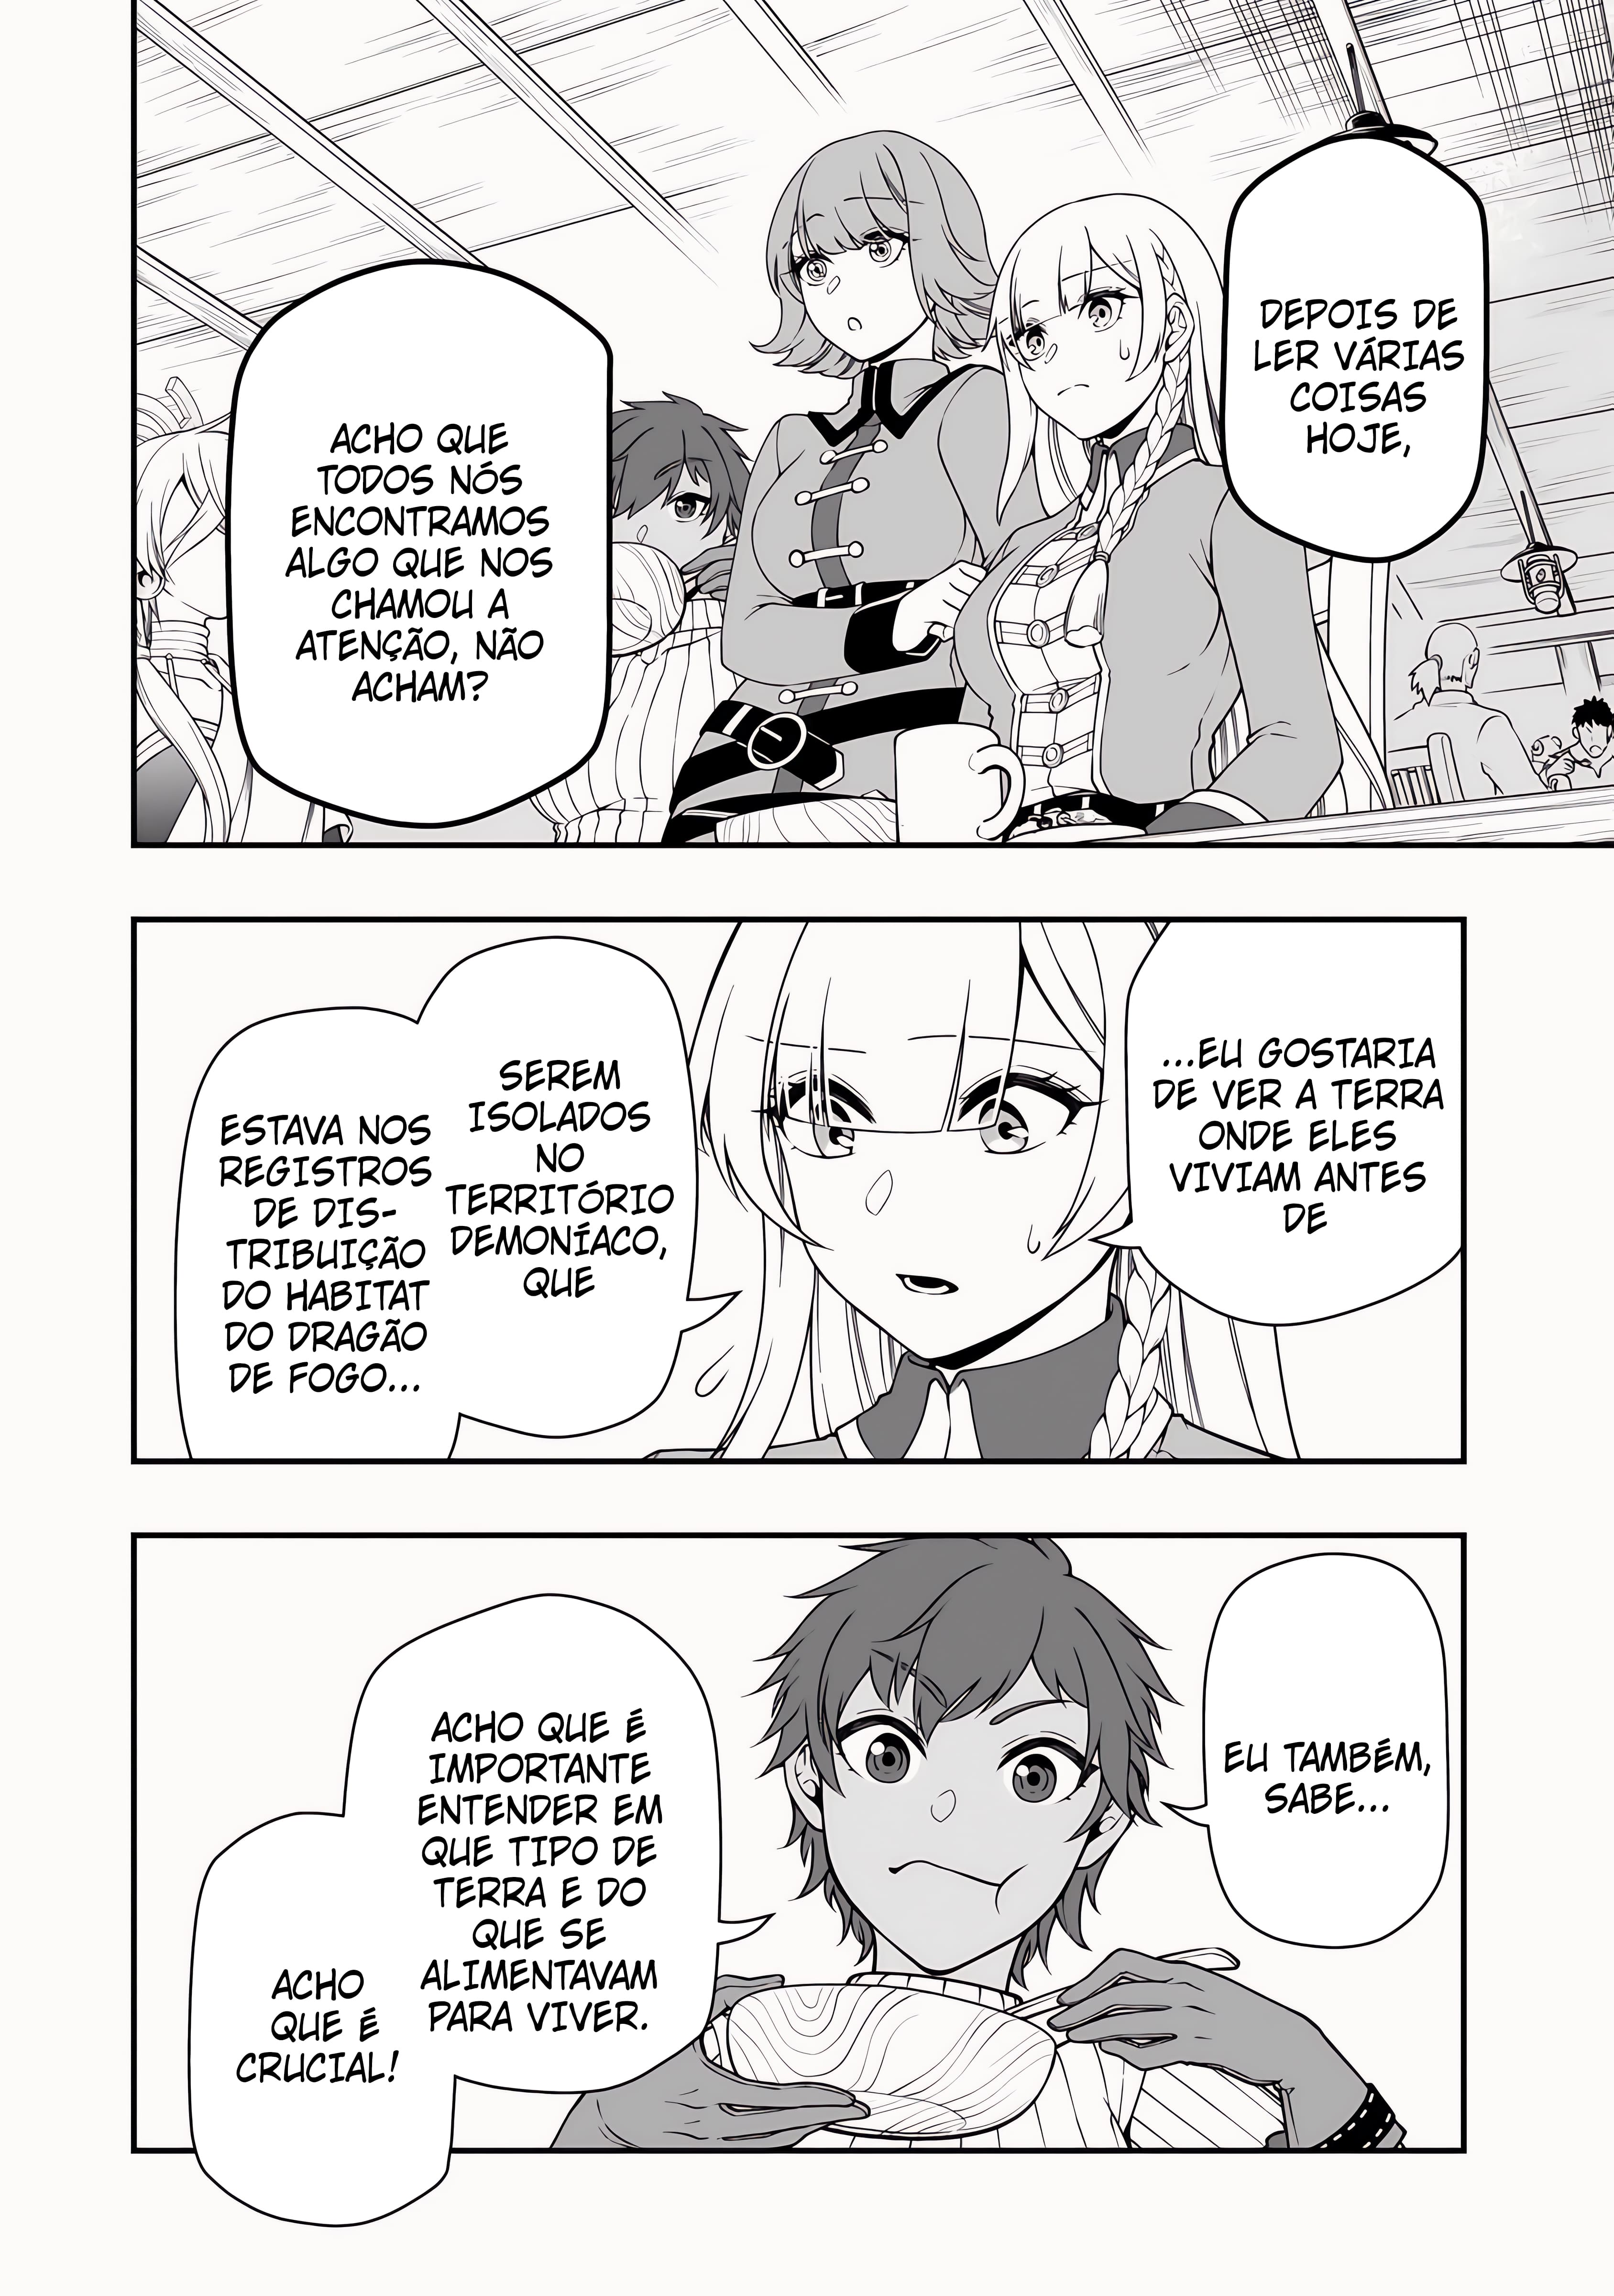 DEPOIS DE
LER VÁRIAS
COISAS
HOJE,
ACHO QUE
TODOS NÓS
ENCONTRAMOS
ALGO QUE NOS
CHAMOU A
ATENÇÃO, NÃO
ACHAM?
...EU GOSTARIA
DE VER A TERRA
ONDE ELES
VIVIAM ANTES
DE
SEREM
ISOLADOS
NO
TERRITÓRIO
DEMONÍACO,
QUE
ESTAVA NOS
REGISTROS
DE DIS-
TRIBUIÇÃO
DO HABITAT
DO DRAGÃO
DE FOGO...
EU TAMBÉM,
SABE...
ACHO QUE É
IMPORTANTE
ENTENDER EM
QUE TIPO DE
TERRA E DO
QUE SE
ALIMENTAVAM
PARA VIVER.
ACHO
QUE É
CRUCIAL!